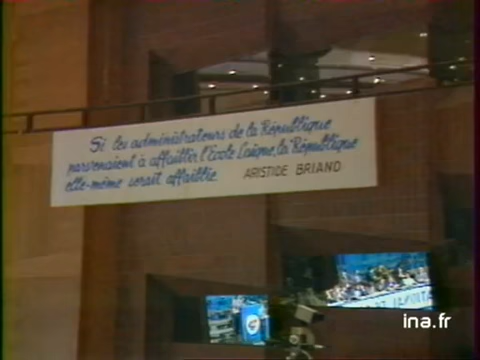 Si les administrateurs de la République
parvenaient à affaiblir l'Ecole Laïque, la République
elle-même serait affaiblie. ARISTIDE BRIAND
ina.fr